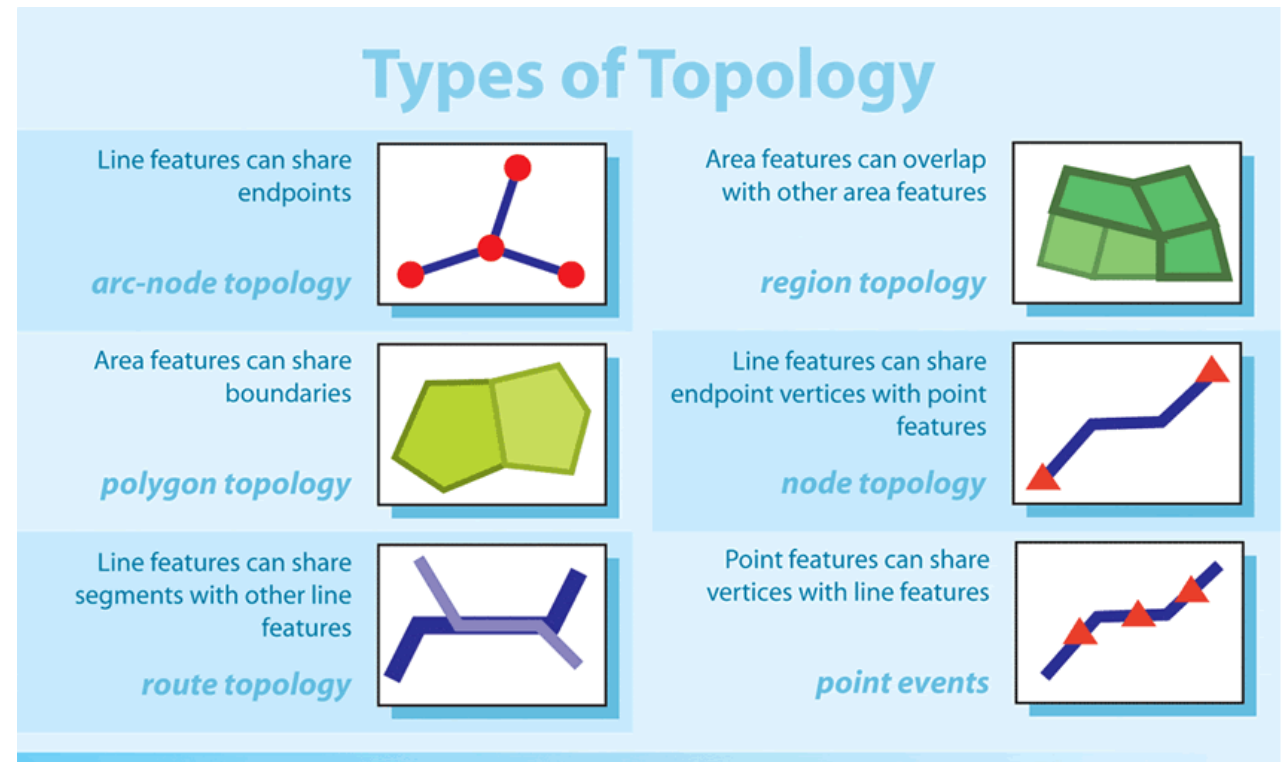 Types of Topology
Line features can share
endpoints
arc-node topology
Area features can overlap
with other area features
region topology
Area features can share
boundaries
polygon topology
Line features can share
endpoint vertices with point
features
node topology
Line features can share
segments with other line
features
route topology
Point features can share
vertices with line features
point events